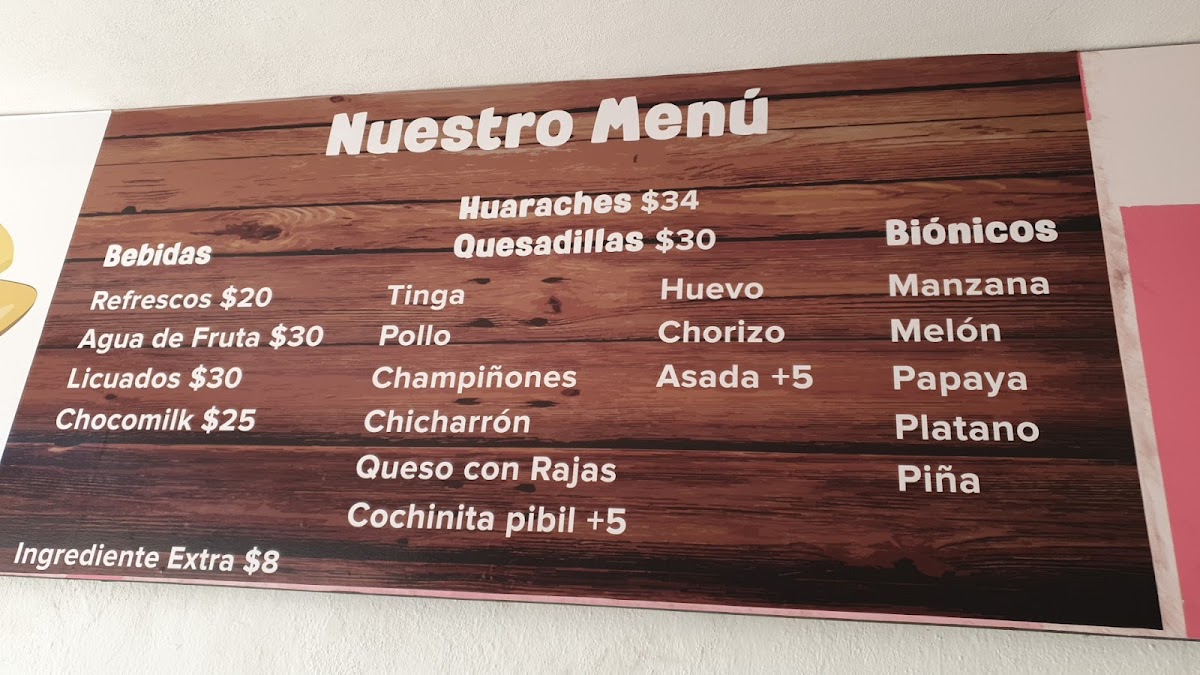 Nuestro Menú
Huaraches $34
Quesadillas $30
Bebidas
Refrescos $20
Agua de Fruta $30
Licuados $30
Chocomilk $25
Tinga
Pollo
Champiñones
Chicharrón
Queso con Rajas
Cochinita pibil +5
Huevo
Chorizo
Asada +5
Biónicos
Manzana
Melón
Papaya
Platano
Piña
Ingrediente Extra $8